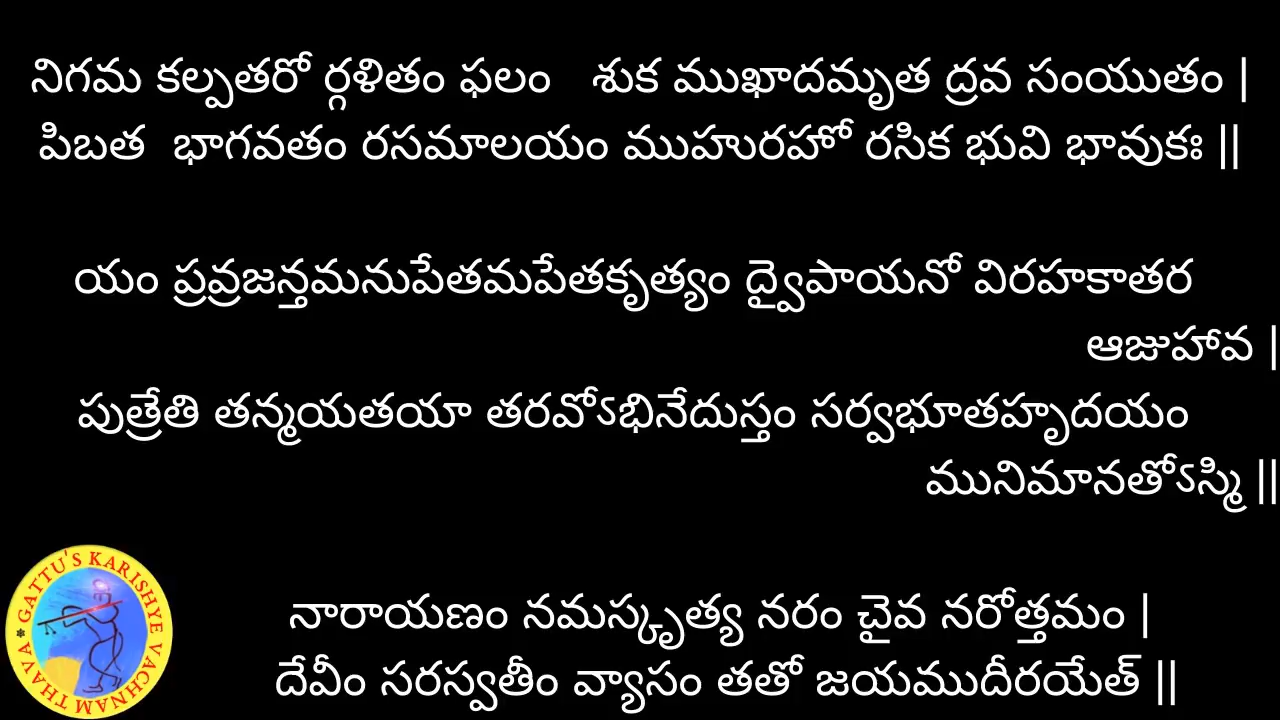 నిగమ కల్పతరో ర్గళితం ఫలం   శుక ముఖాదమృత ద్రవ సంయుతం |
పిబత  భాగవతం రసమాలయం ముహురహో రసిక భువి భావుకః ||
యం ప్రవ్రజన్తమనుపేతమపేతకృత్యం ద్వైపాయనో విరహకాతర
ఆజుహావ |
పుత్రేతి తన్మయతయా తరవోఽభినేదుస్తం సర్వభూతహృదయం
మునిమానతోఽస్మి ||
నారాయణం నమస్కృత్య నరం చైవ నరోత్తమం |
దేవీం సరస్వతీం వ్యాసం తతో జయముదీరయేత్ ||
GATTU'S KARISHYE VACHNAM THAVA *